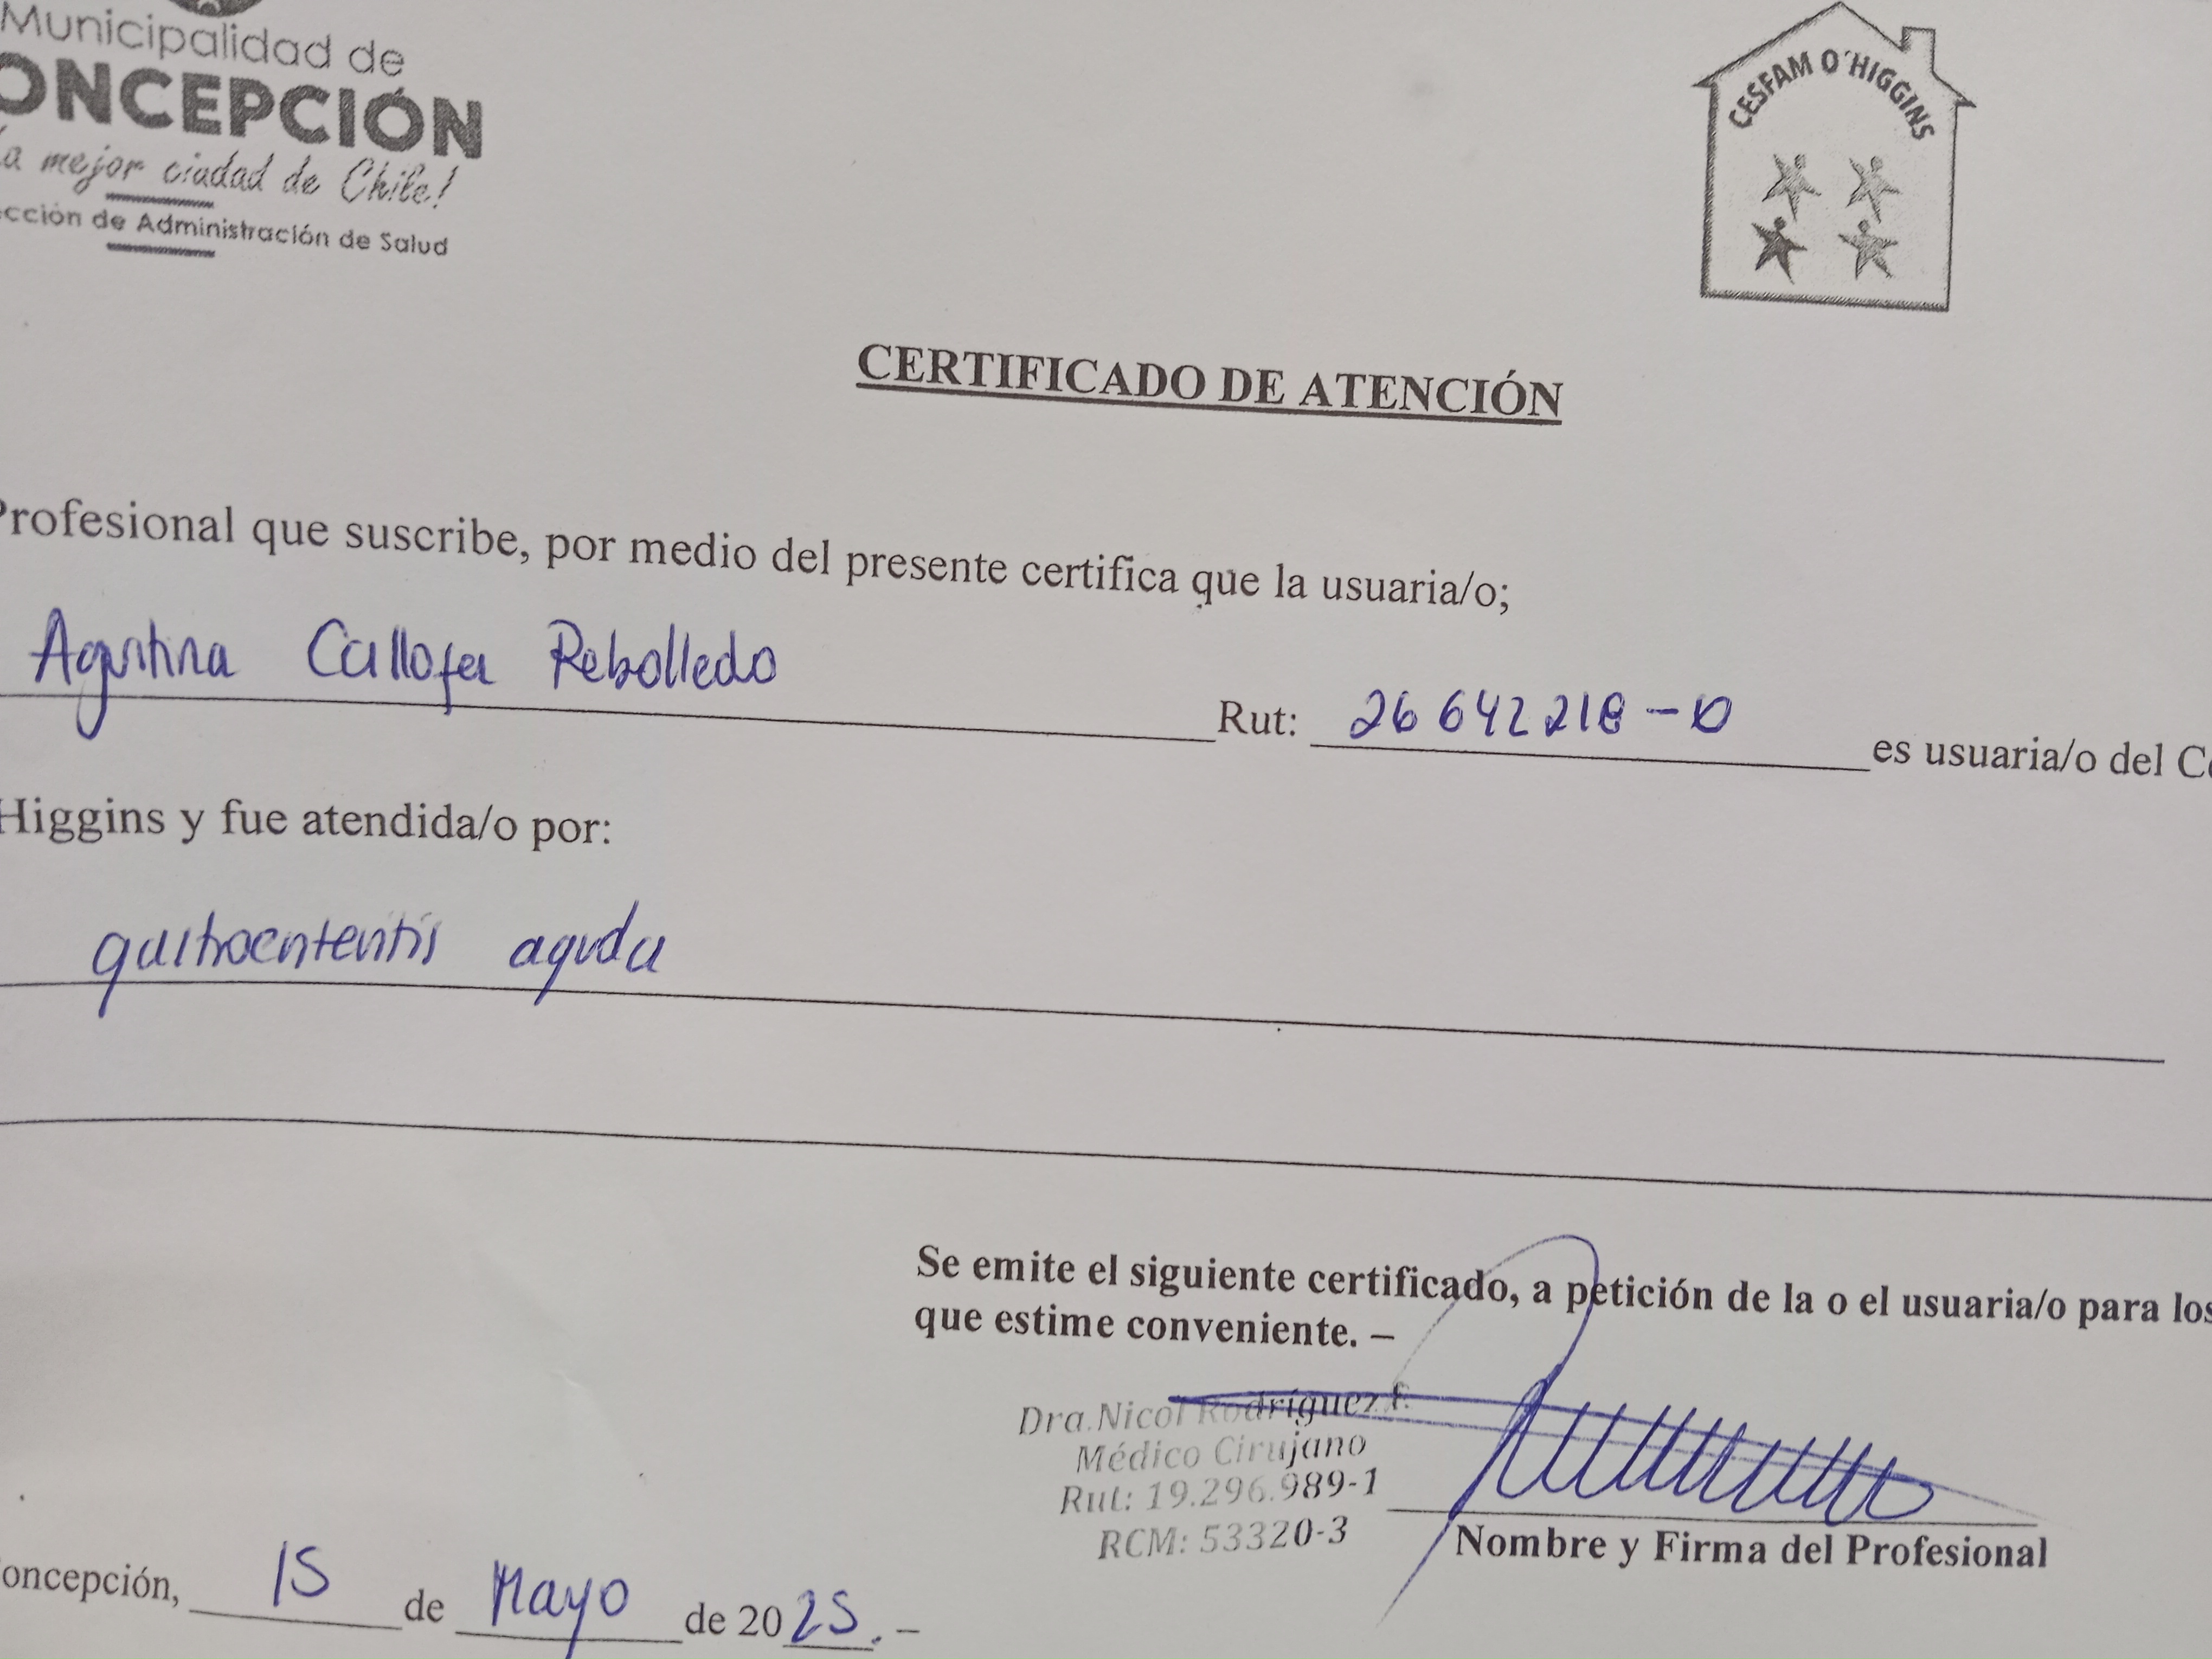 Municipalidad de
ONCEPCIÓN
a mejor ciudad de Chile!
cción de Administración de Salud
CESFAM O´HIGGINS
CERTIFICADO DE ATENCIÓN
Profesional que suscribe, por medio del presente certifica que la usuaria/o;
Agustina Rebolledo Rut: 26 642 218-0 es usuaria/o del C
Higgins y fue atendida/o por:
gastroenteritis aguda
Se emite el siguiente certificado, a petición de la o el usuaria/o para los
que estime conveniente. –
Dra.Nicol Rodríguez F.
Médico Cirujano
Rut: 19.296.989-1
RCM: 53320-3
Nombre y Firma del Profesional
oncepción, 15 de Mayo de 2025.–